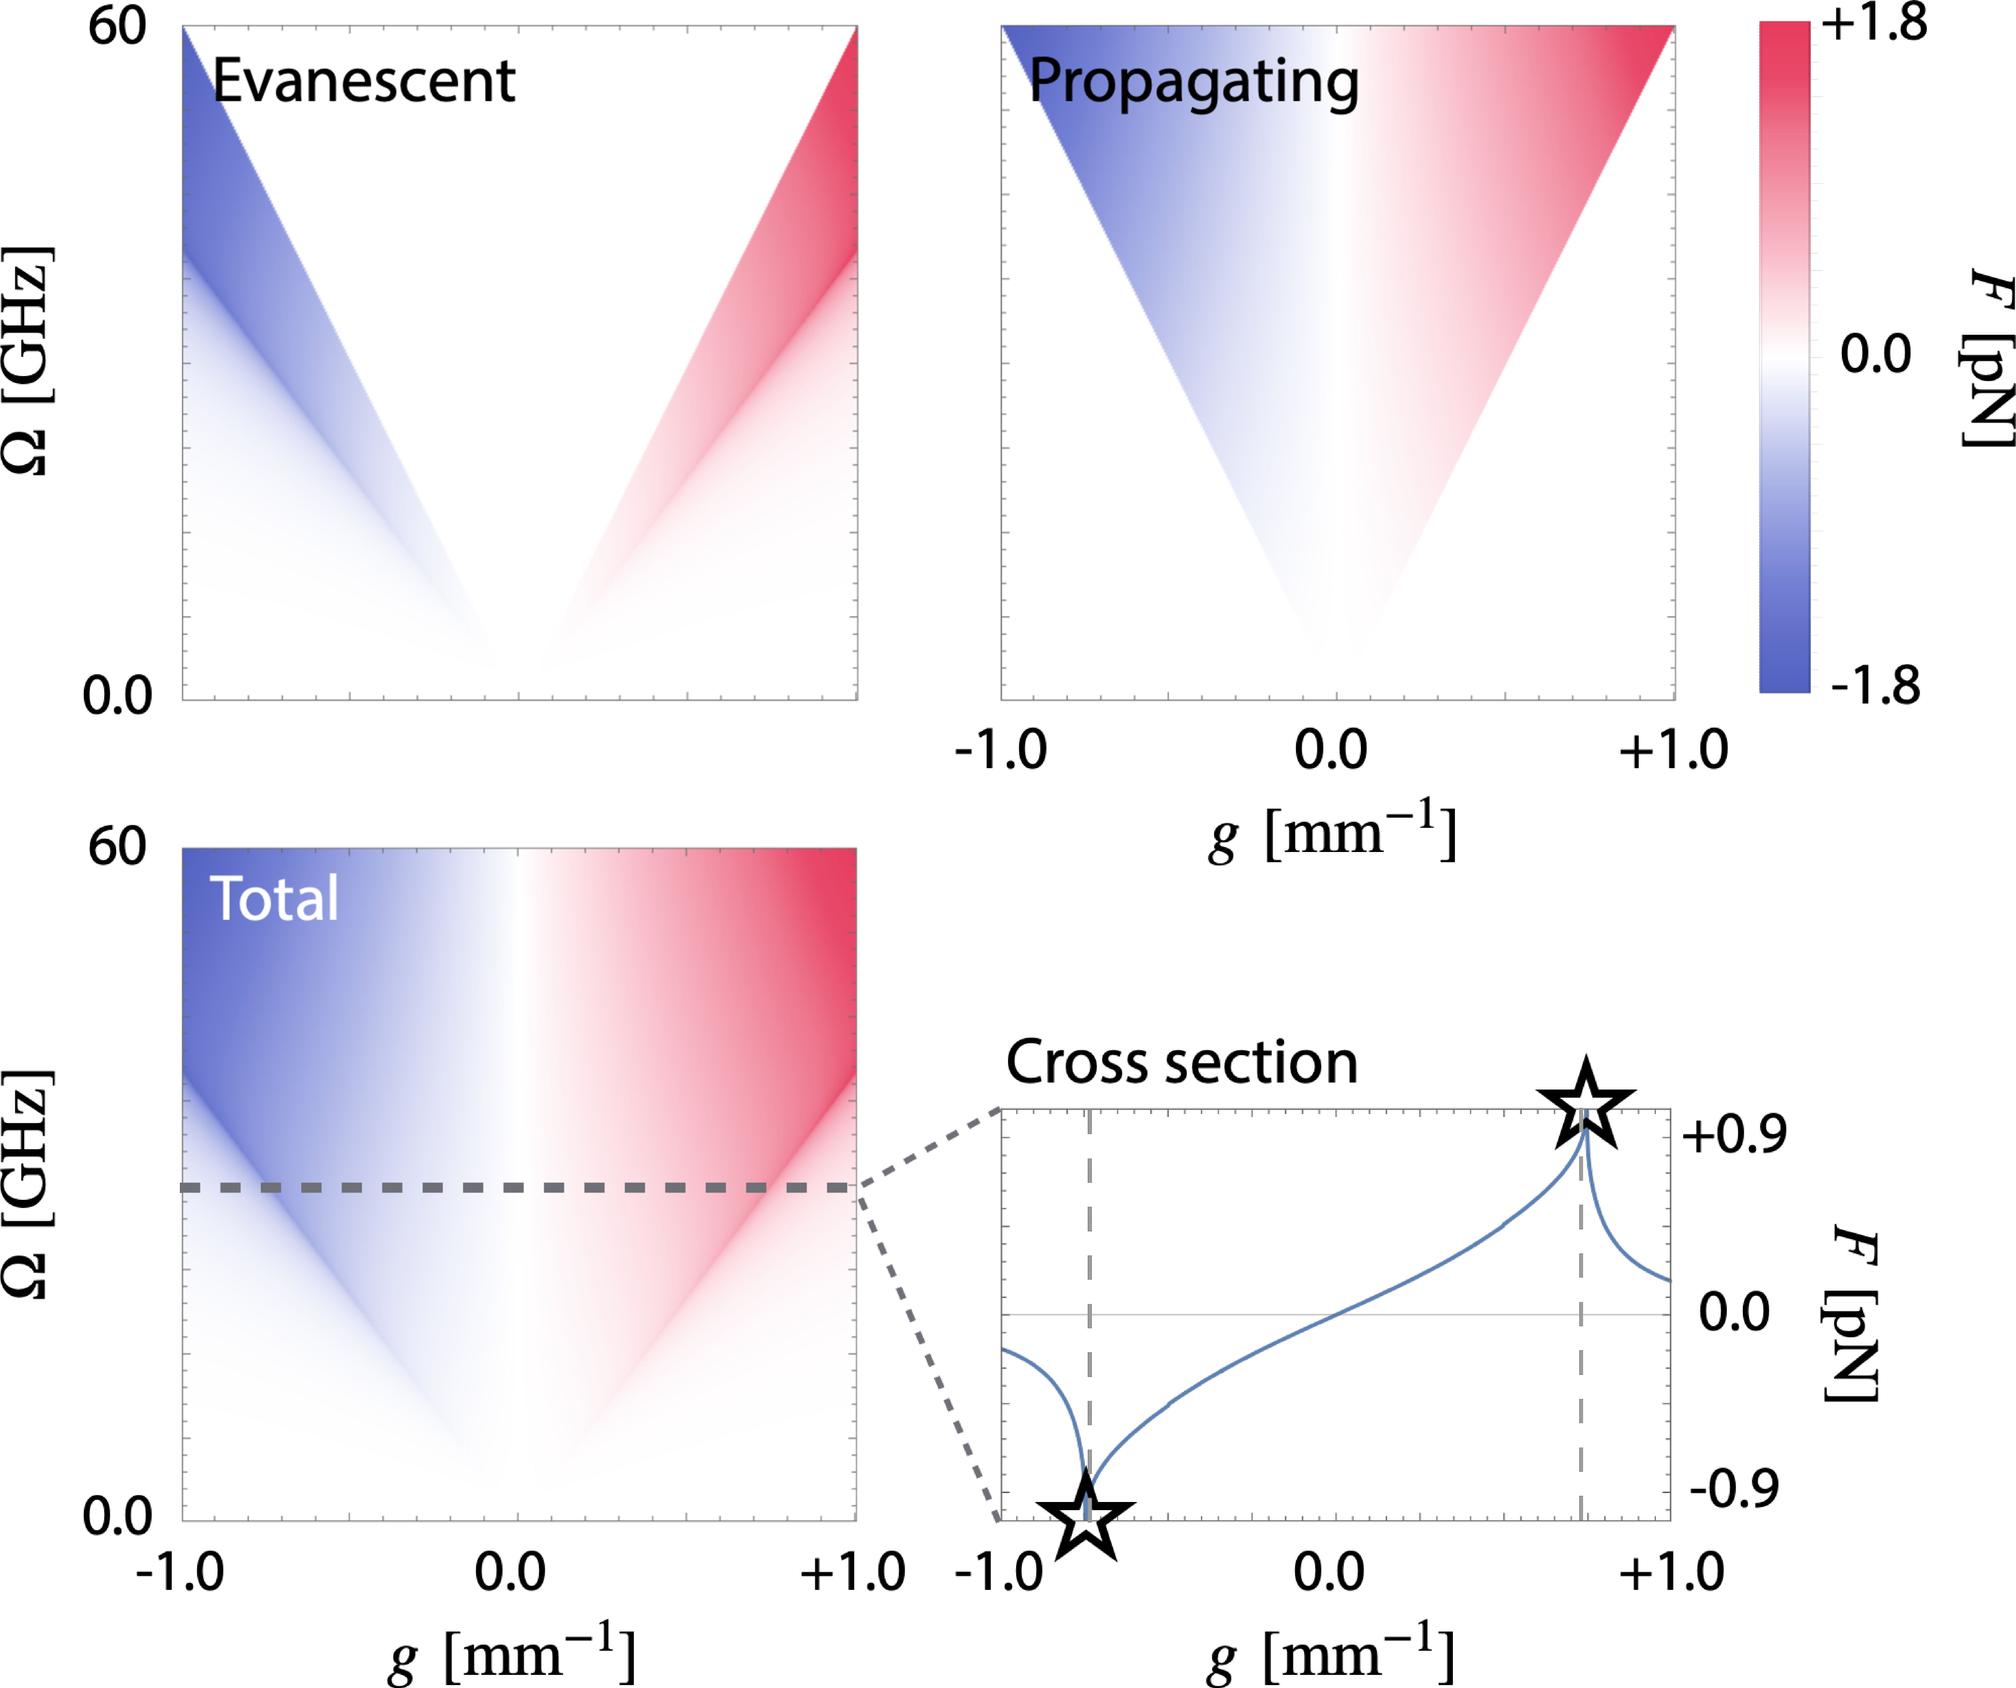 60
Evanescent
Ω [GHz]
0.0
Propagating
-1.0
0.0
+1.0
g [mm⁻¹]
+1.8
0.0
-1.8
F [pN]
60
Total
Ω [GHz]
0.0
-1.0
0.0
+1.0
g [mm⁻¹]
Cross section
+0.9
0.0
-0.9
F [pN]
-1.0
0.0
+1.0
g [mm⁻¹]